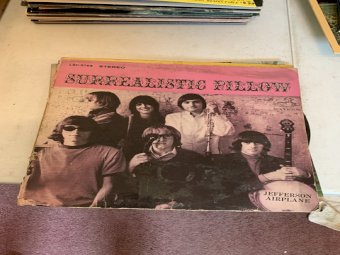 STEREO
SURREALISTIC PILLOW
JEFFERSON
AIRPLANE